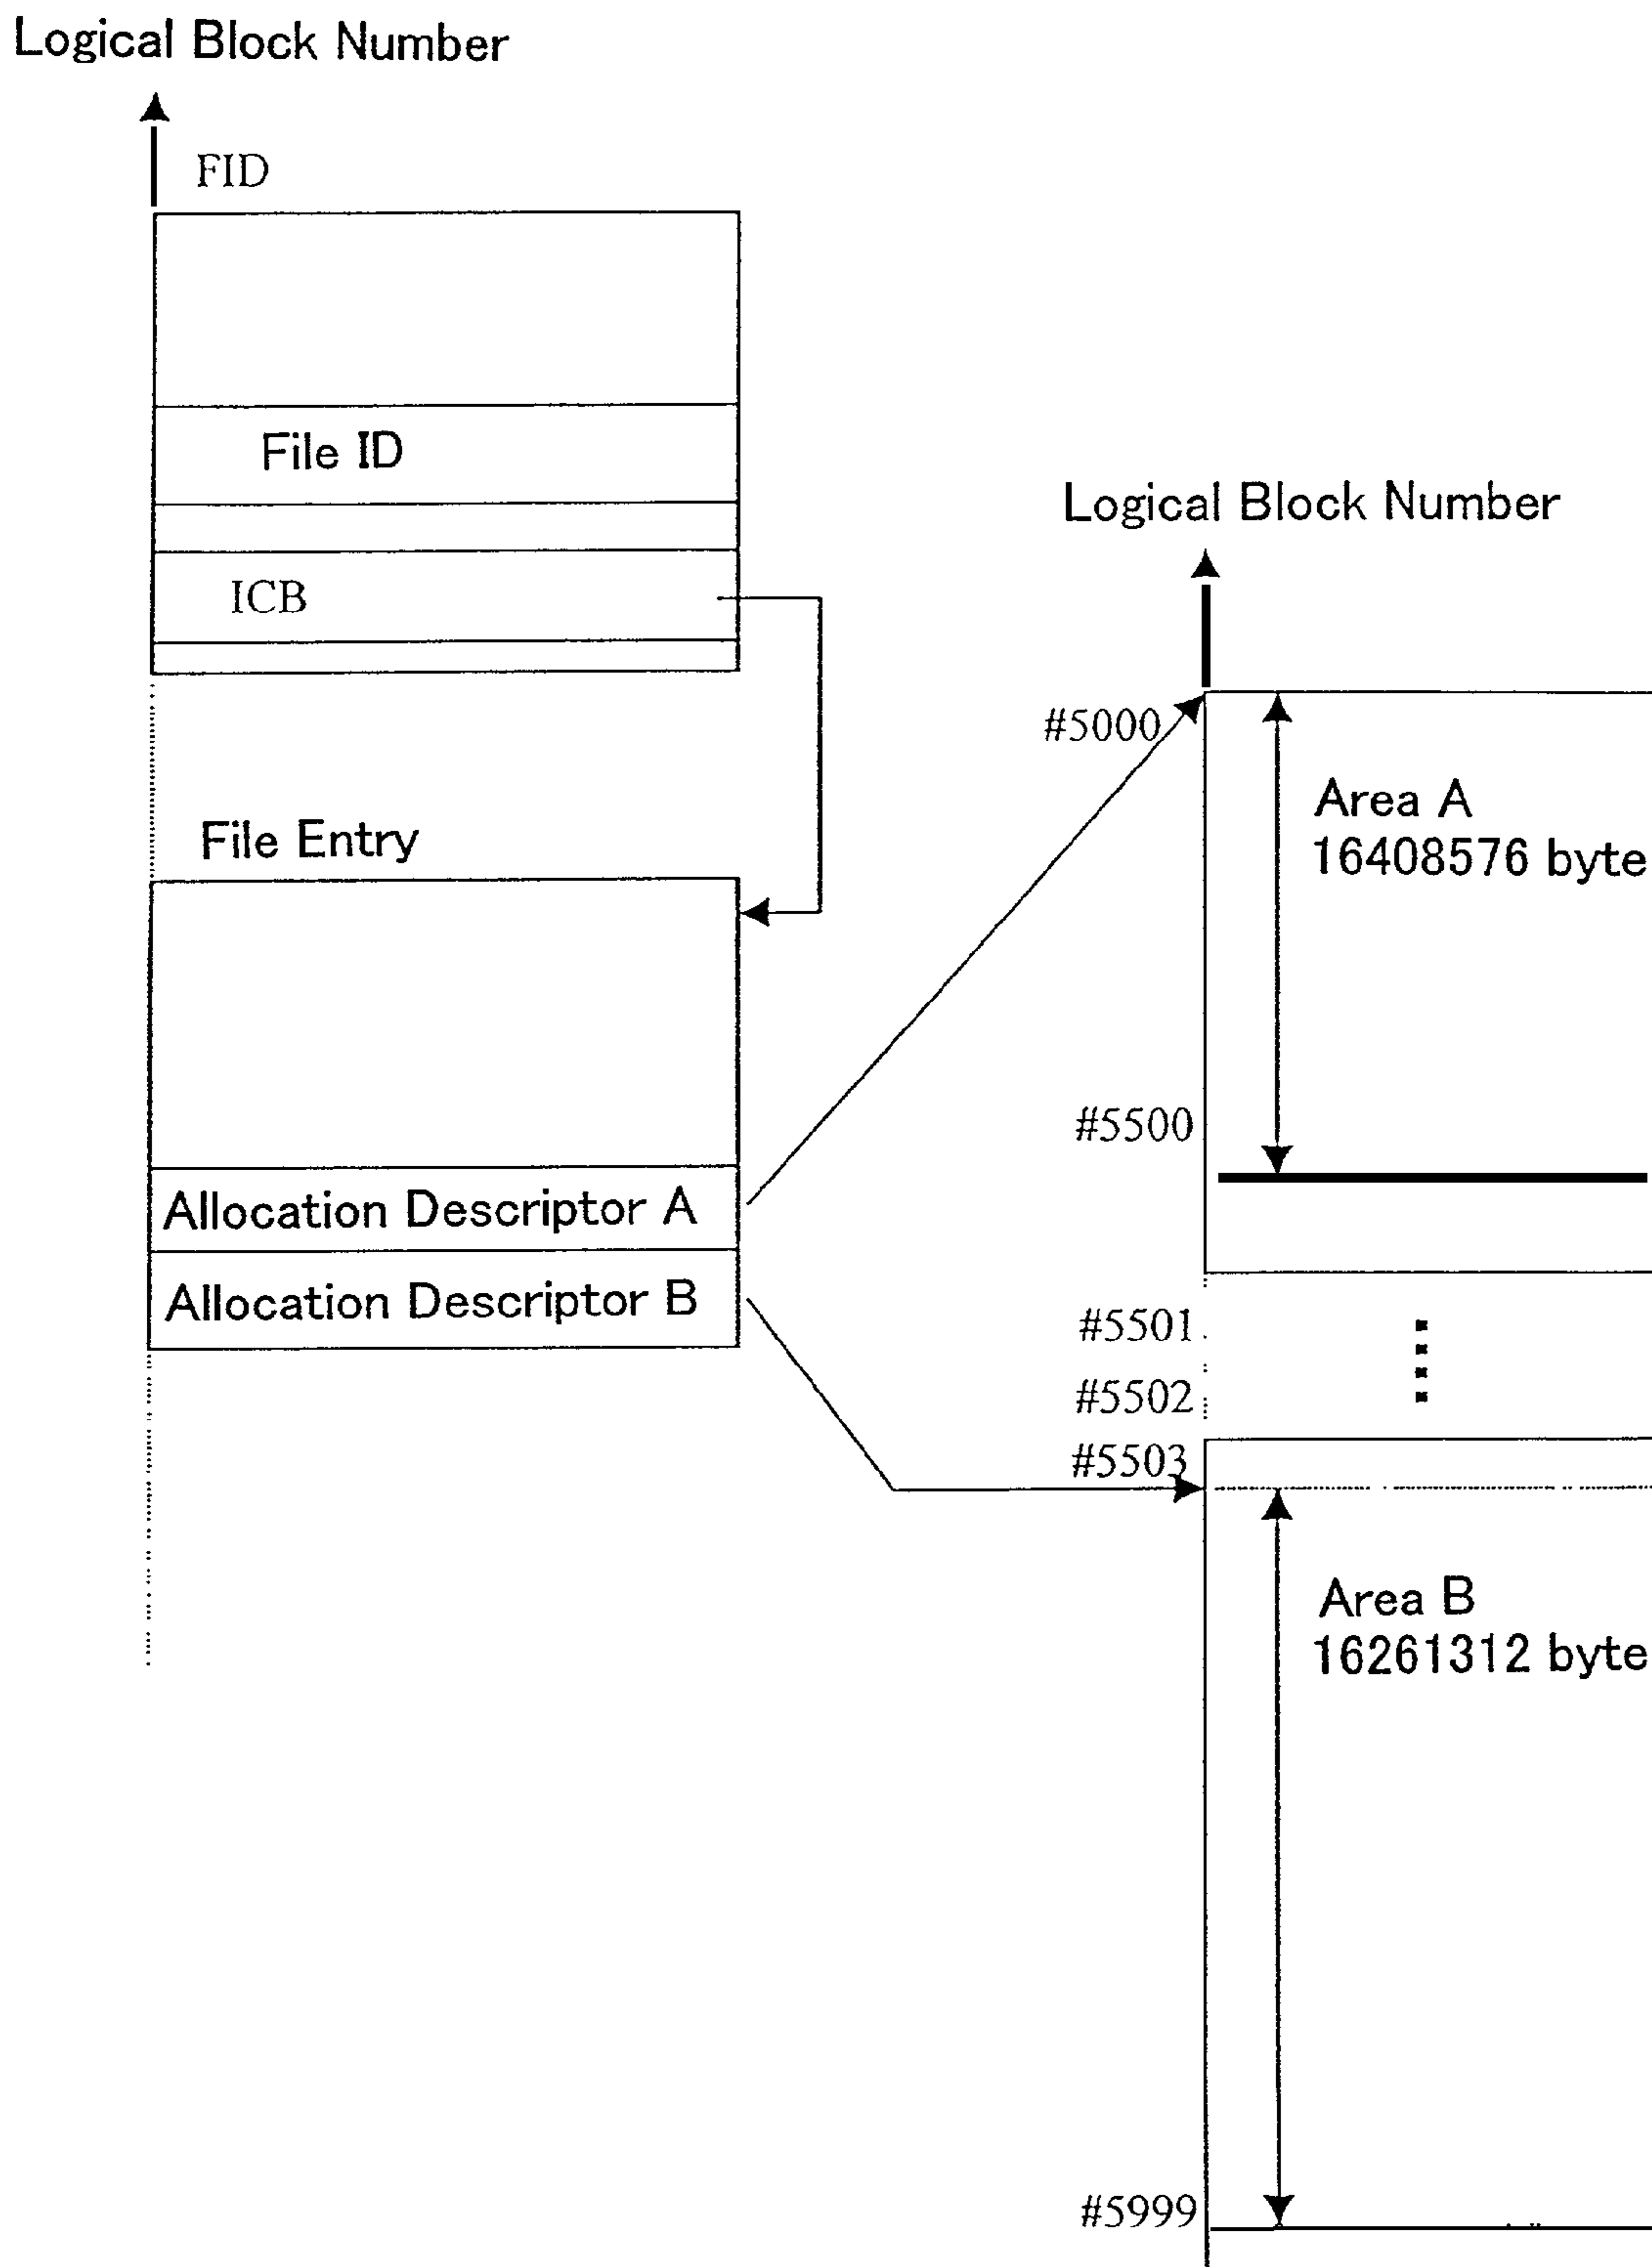 Logical Block Number
FID
File ID
ICB
File Entry
Allocation Descriptor A
Allocation Descriptor B
Logical Block Number
#5000
Area A
16408576 byte
#5500
#5501
#5502
#5503
Area B
16261312 byte
#5999